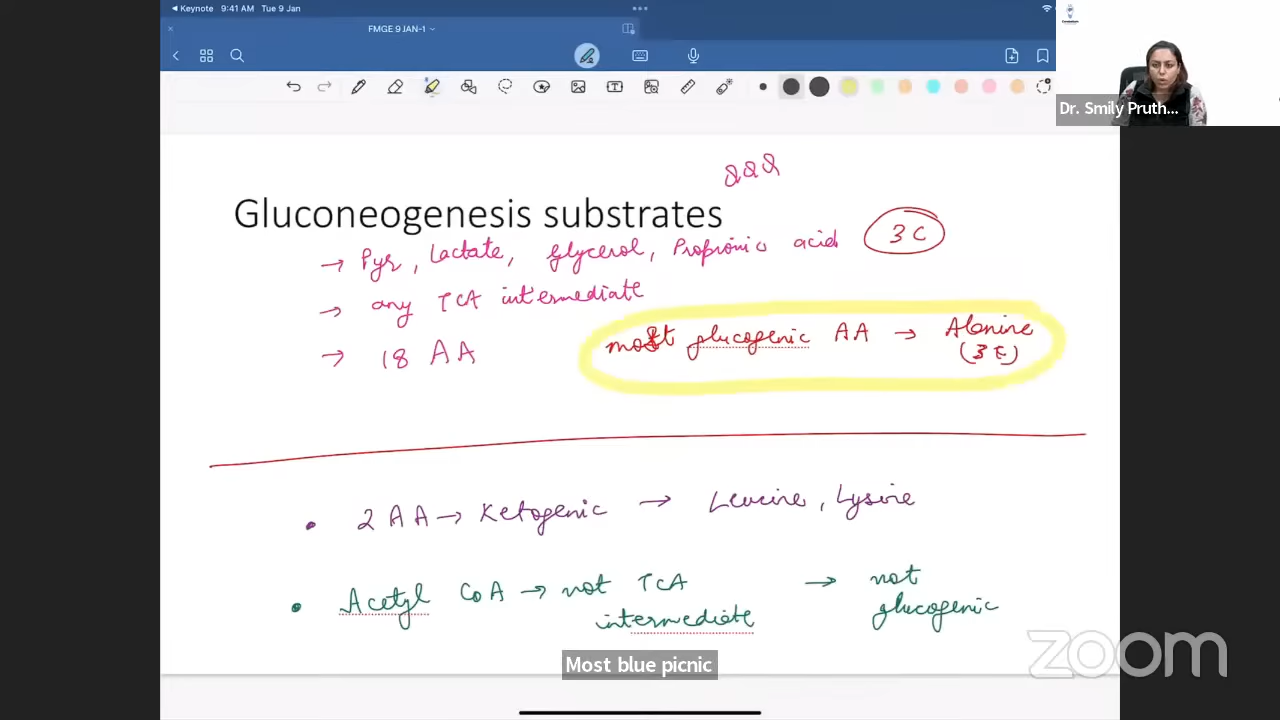 Keynote 9:41 AM Tue 9 Jan
FMGE 9 JAN-1
Dr. Smily Pruth...
Gluconeogenesis substrates
→ Pyr, Lactate, Glycerol, Propronic acid 3C
→ any TCA intermediate
→ 18 AA
most glucogenic AA → Alanine
(3C)
• 2 AA → Ketogenic → Leucine, Lysine
• Acetyl CoA → not TCA → not
intermediate glucogenic
zoom
Most blue picnic